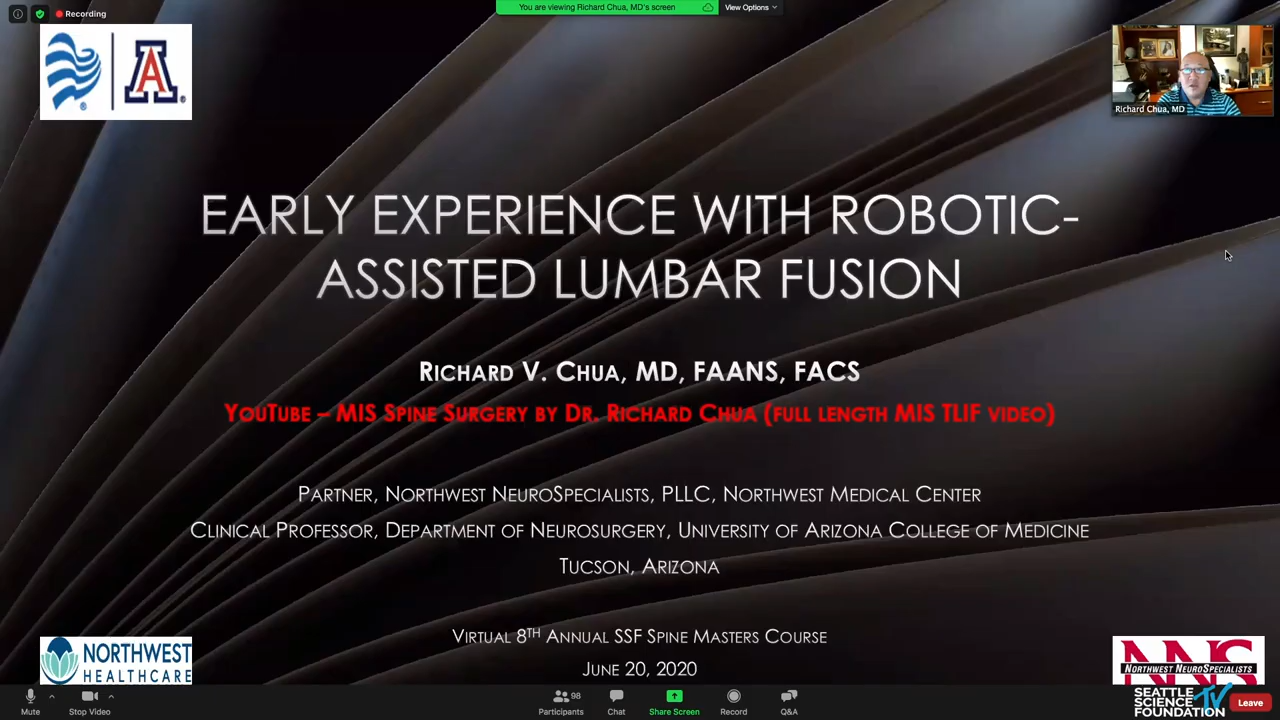 Recording
You are viewing Richard Chua, MD's screen
View Options
A
Richard Chua, MD
EARLY EXPERIENCE WITH ROBOTIC-
ASSISTED LUMBAR FUSION
RICHARD V. CHUA, MD, FAANS, FACS
YOUTUBE – MIS SPINE SURGERY BY DR. RICHARD CHUA (FULL LENGTH MIS TLIF VIDEO)
PARTNER, NORTHWEST NEUROSPECIALISTS, PLLC, NORTHWEST MEDICAL CENTER
CLINICAL PROFESSOR, DEPARTMENT OF NEUROSURGERY, UNIVERSITY OF ARIZONA COLLEGE OF MEDICINE
TUCSON, ARIZONA
VIRTUAL 8TH ANNUAL SSF SPINE MASTERS COURSE
JUNE 20, 2020
NORTHWEST
HEALTHCARE
NNS
NORTHWEST NEUROSPECIALISTS
SEATTLE
SCIENCE
FOUNDATION
TV
Mute
Stop Video
98
Participants
Chat
Share Screen
Record
Q&A
Leave